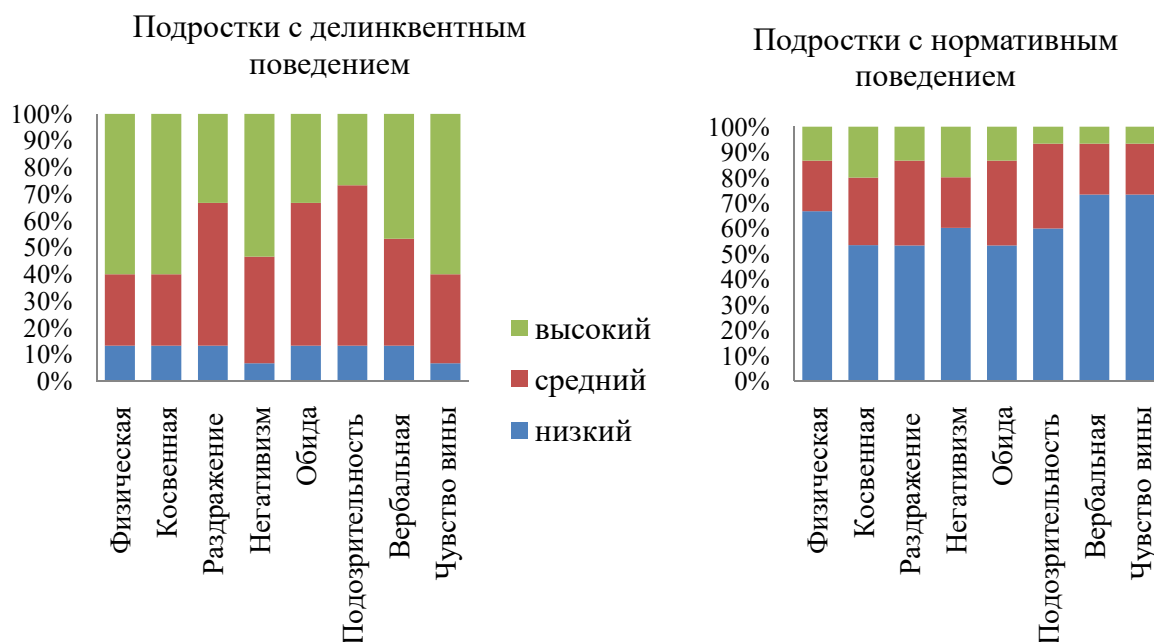 Подростки с делинквентным
поведением
100%
90%
80%
70%
60%
50%
40%
30%
20%
10%
0%
Физическая
Косвенная
Раздражение
Негативизм
Обида
Подозрительность
Вербальная
Чувство вины
высокий
средний
низкий
Подростки с нормативным
поведением
100%
90%
80%
70%
60%
50%
40%
30%
20%
10%
0%
Физическая
Косвенная
Раздражение
Негативизм
Обида
Подозрительность
Вербальная
Чувство вины